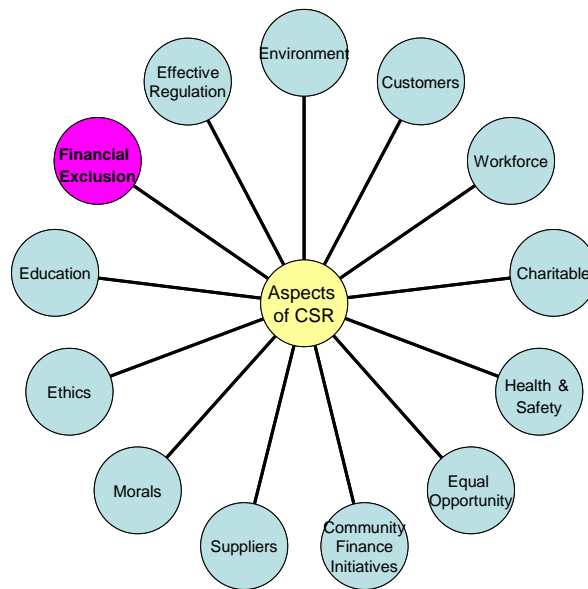 Environment
Customers
Workforce
Charitable
Health &
Safety
Equal
Opportunity
Community
Finance
Initiatives
Suppliers
Morals
Ethics
Education
Financial
Exclusion
Effective
Regulation
Aspects
of CSR